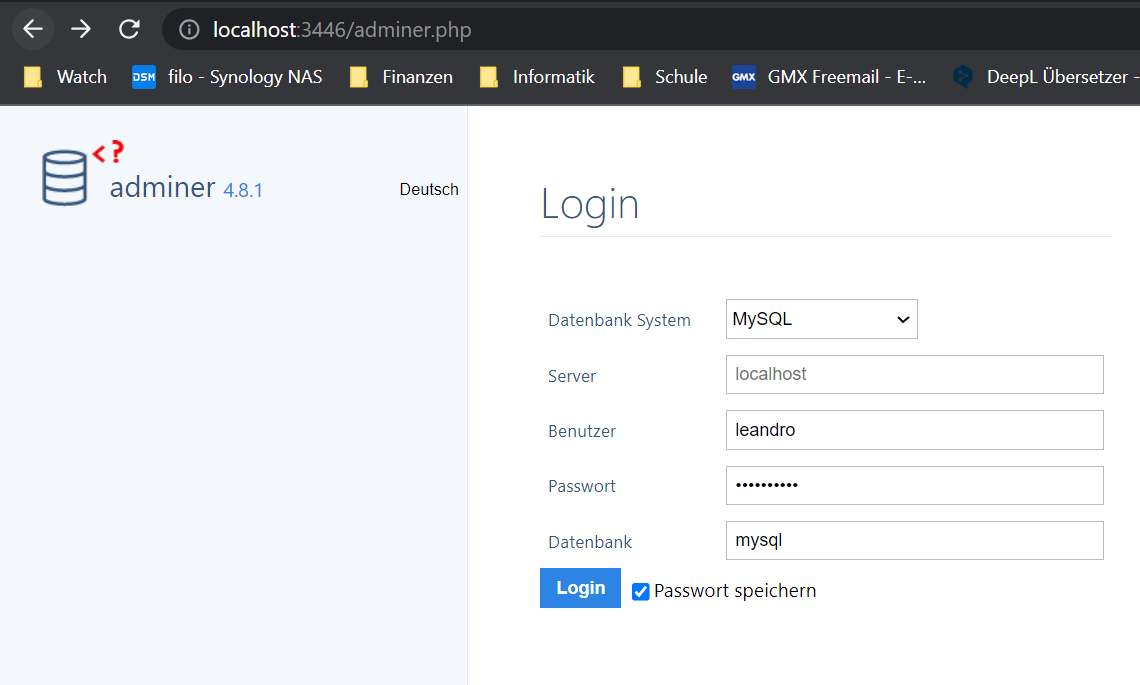 localhost:3446/adminer.php
Watch DSM filo - Synology NAS Finanzen Informatik Schule GMX GMX Freemail - E-... DeepL Übersetzer -
<?
adminer 4.8.1 Deutsch
Login
Datenbank System MySQL
Server localhost
Benutzer leandro
Passwort ••••••••••
Datenbank mysql
Login Passwort speichern